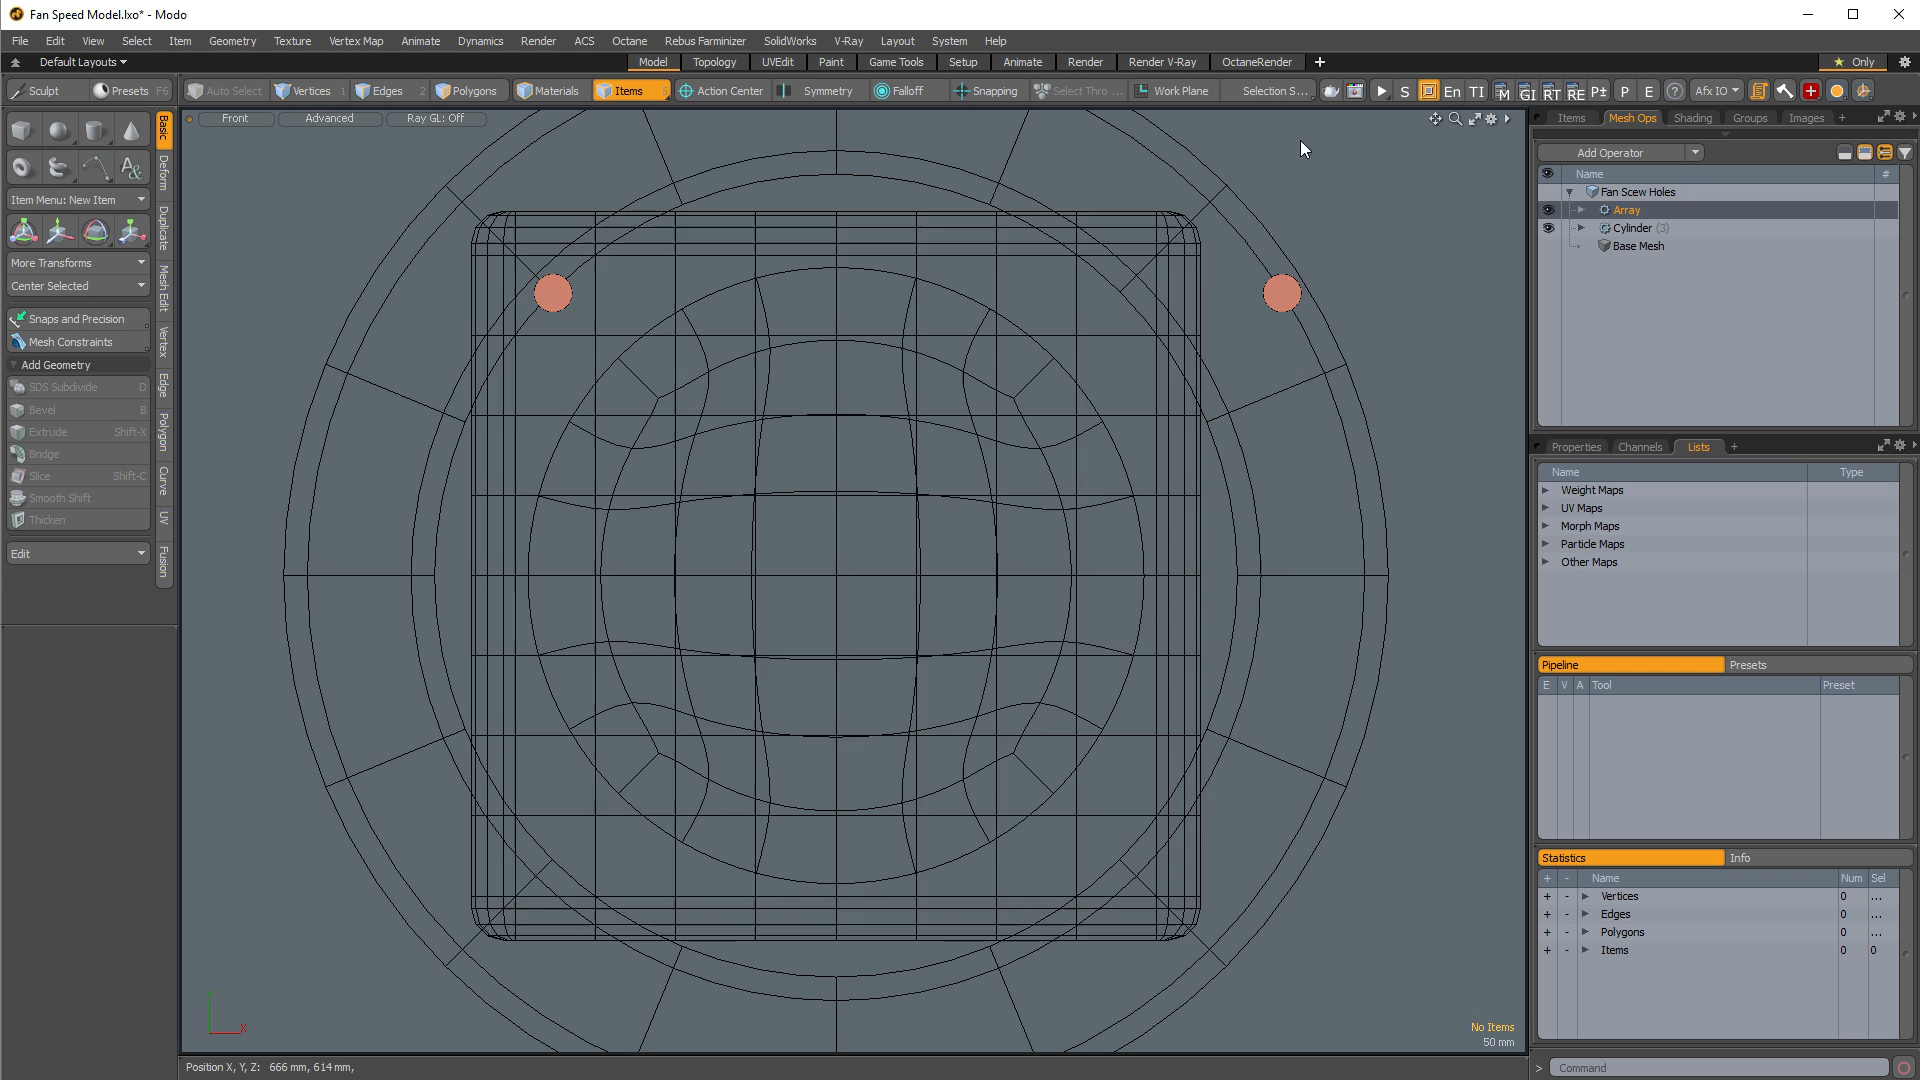 Fan Speed Model.lxo* - Modo
File Edit View Select Item Geometry Texture Vertex Map Animate Dynamics Render ACS Octane Rebus Farminizer SolidWorks V-Ray Layout System Help
Default Layouts Model Topology UVEdit Paint Game Tools Setup Animate Render Render V-Ray OctaneRender + Only
Sculpt Presets F6 Auto Select Vertices 1 Edges 2 Polygons Materials Items 5 Action Center Symmetry Falloff Snapping Select Thro ... Work Plane Selection S... S En TI M GI RT RE P± P E ? Afx IO
Front Advanced Ray GL: Off
Basic
Deform
Duplicate
Mesh Edit
Vertex
Edge
Polygon
Curve
UV
Fusion
Item Menu: New Item
More Transforms
Center Selected
Snaps and Precision
Mesh Constraints
Add Geometry
SDS Subdivide D
Bevel B
Extrude Shift-X
Bridge
Slice Shift-C
Smooth Shift
Thicken
Edit
X
No Items
50 mm
Position X, Y, Z: 666 mm, 614 mm,
Items Mesh Ops Shading Groups Images +
Add Operator
Name #
Fan Scew Holes
Array
Cylinder (3)
Base Mesh
Properties Channels Lists +
Name Type
Weight Maps
UV Maps
Morph Maps
Particle Maps
Other Maps
Pipeline Presets
E V A Tool Preset
Statistics Info
+ - Name Num Sel
+ - Vertices 0 ...
+ - Edges 0 ...
+ - Polygons 0 ...
+ - Items 0 0
> Command